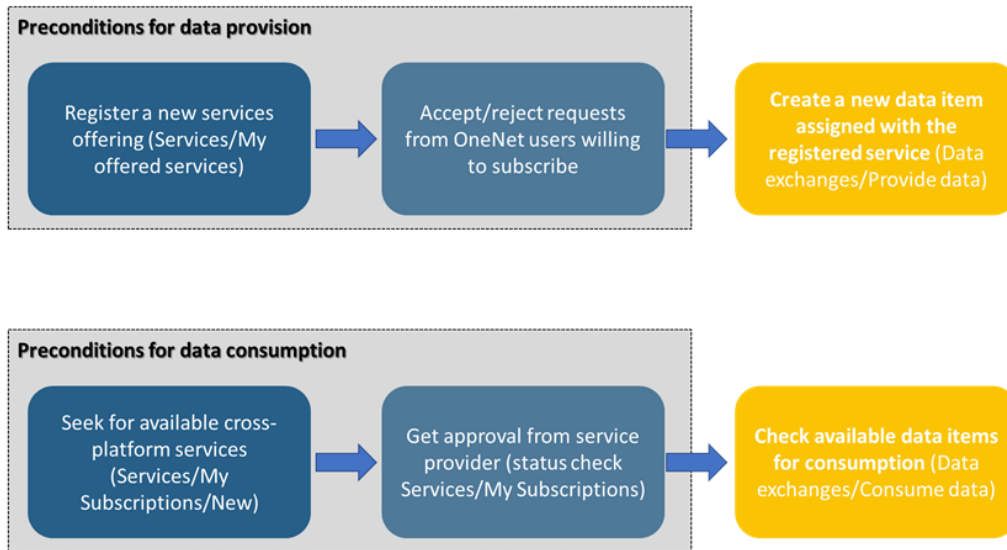 Preconditions for data provision
Register a new services
offering (Services/My
offered services)
Accept/reject requests
from OneNet users willing
to subscribe
Create a new data item
assigned with the
registered service (Data
exchanges/Provide data)
Preconditions for data consumption
Seek for available cross-
platform services
(Services/My
Subscriptions/New)
Get approval from service
provider (status check
Services/My Subscriptions)
Check available data items
for consumption (Data
exchanges/Consume data)